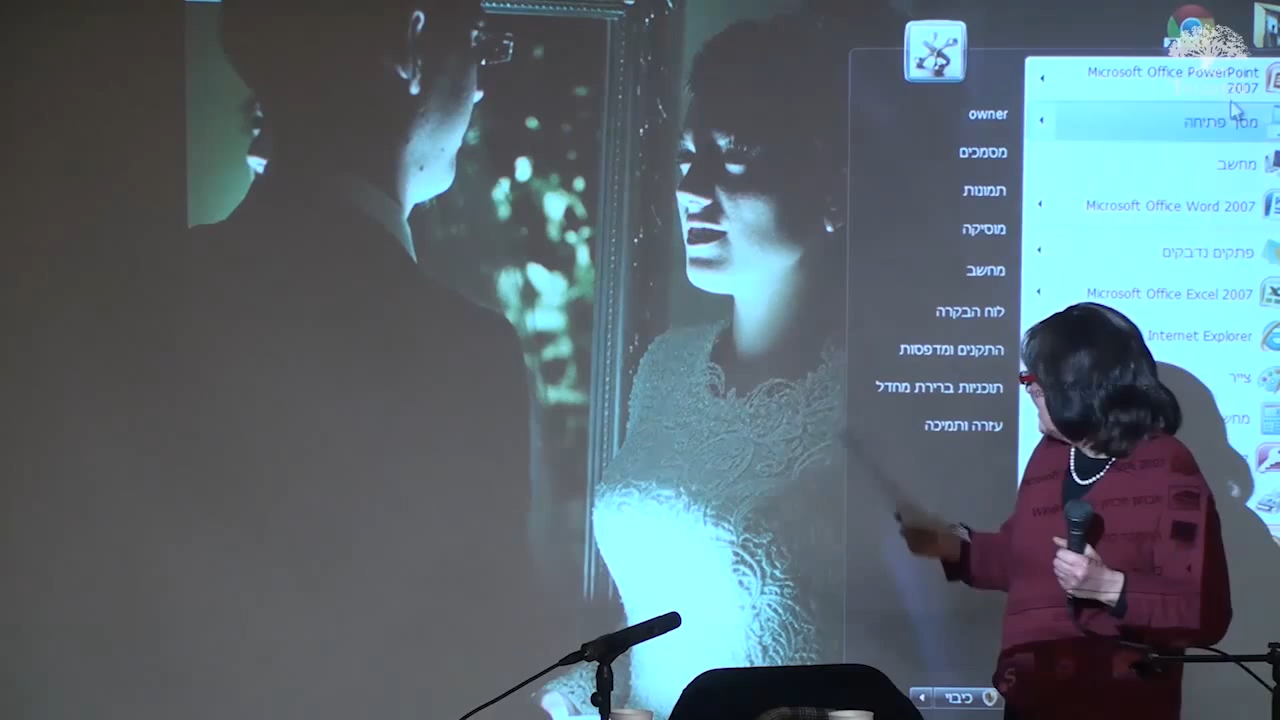 Microsoft Office PowerPoint
2007
מסך פתיחה
מחשב
Microsoft Office Word 2007
פתקים נדבקים
Microsoft Office Excel 2007
Internet Explorer
צייר
owner
מסמכים
תמונות
מוסיקה
מחשב
לוח הבקרה
התקנים ומדפסות
תוכניות ברירת מחדל
עזרה ותמיכה
כיבוי